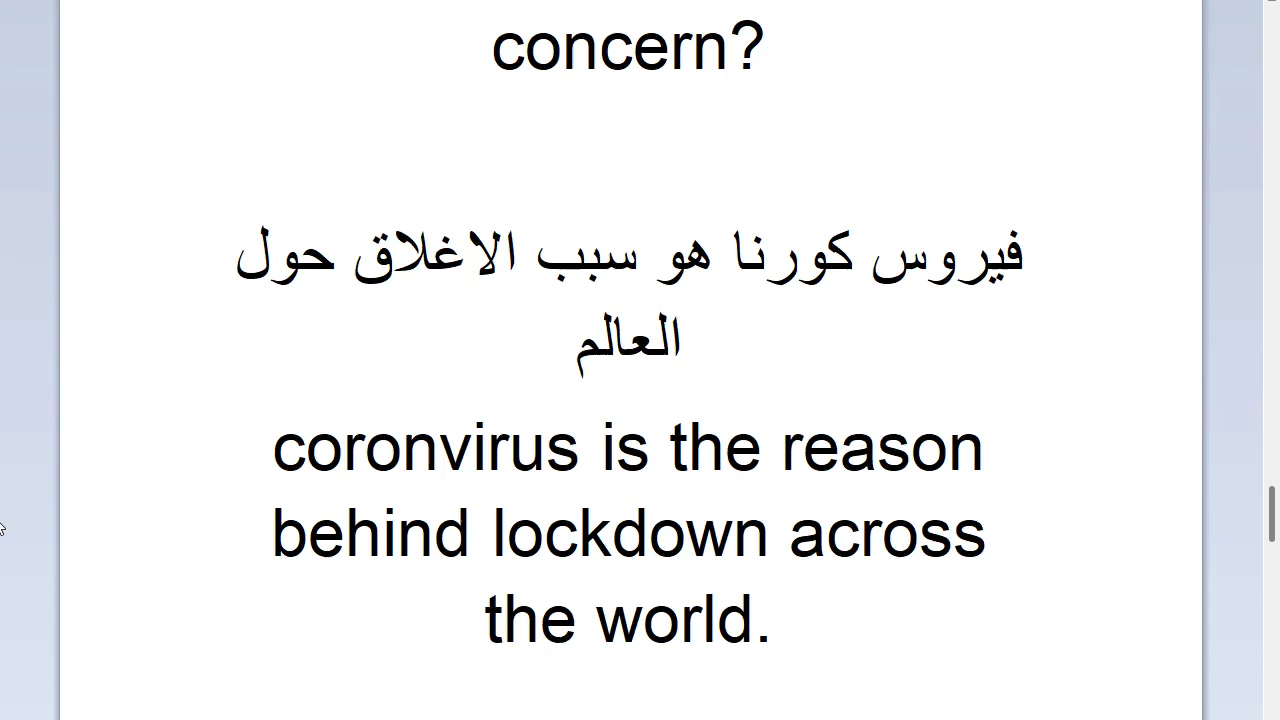 concern?
فيروس كورنا هو سبب الاغلاق حول
العالم
coronvirus is the reason
behind lockdown across
the world.